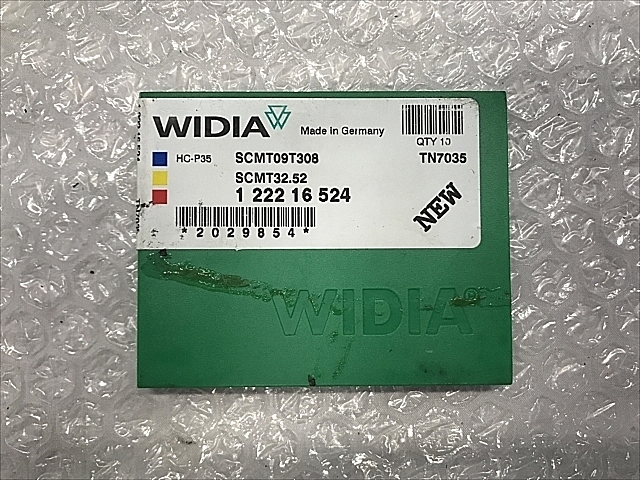 WIDIA
Made in Germany
QTY 10
HC-P35 SCMT09T308 TN7035
SCMT32.52
1 222 16 524
NEW
*2029854*
WIDIA®